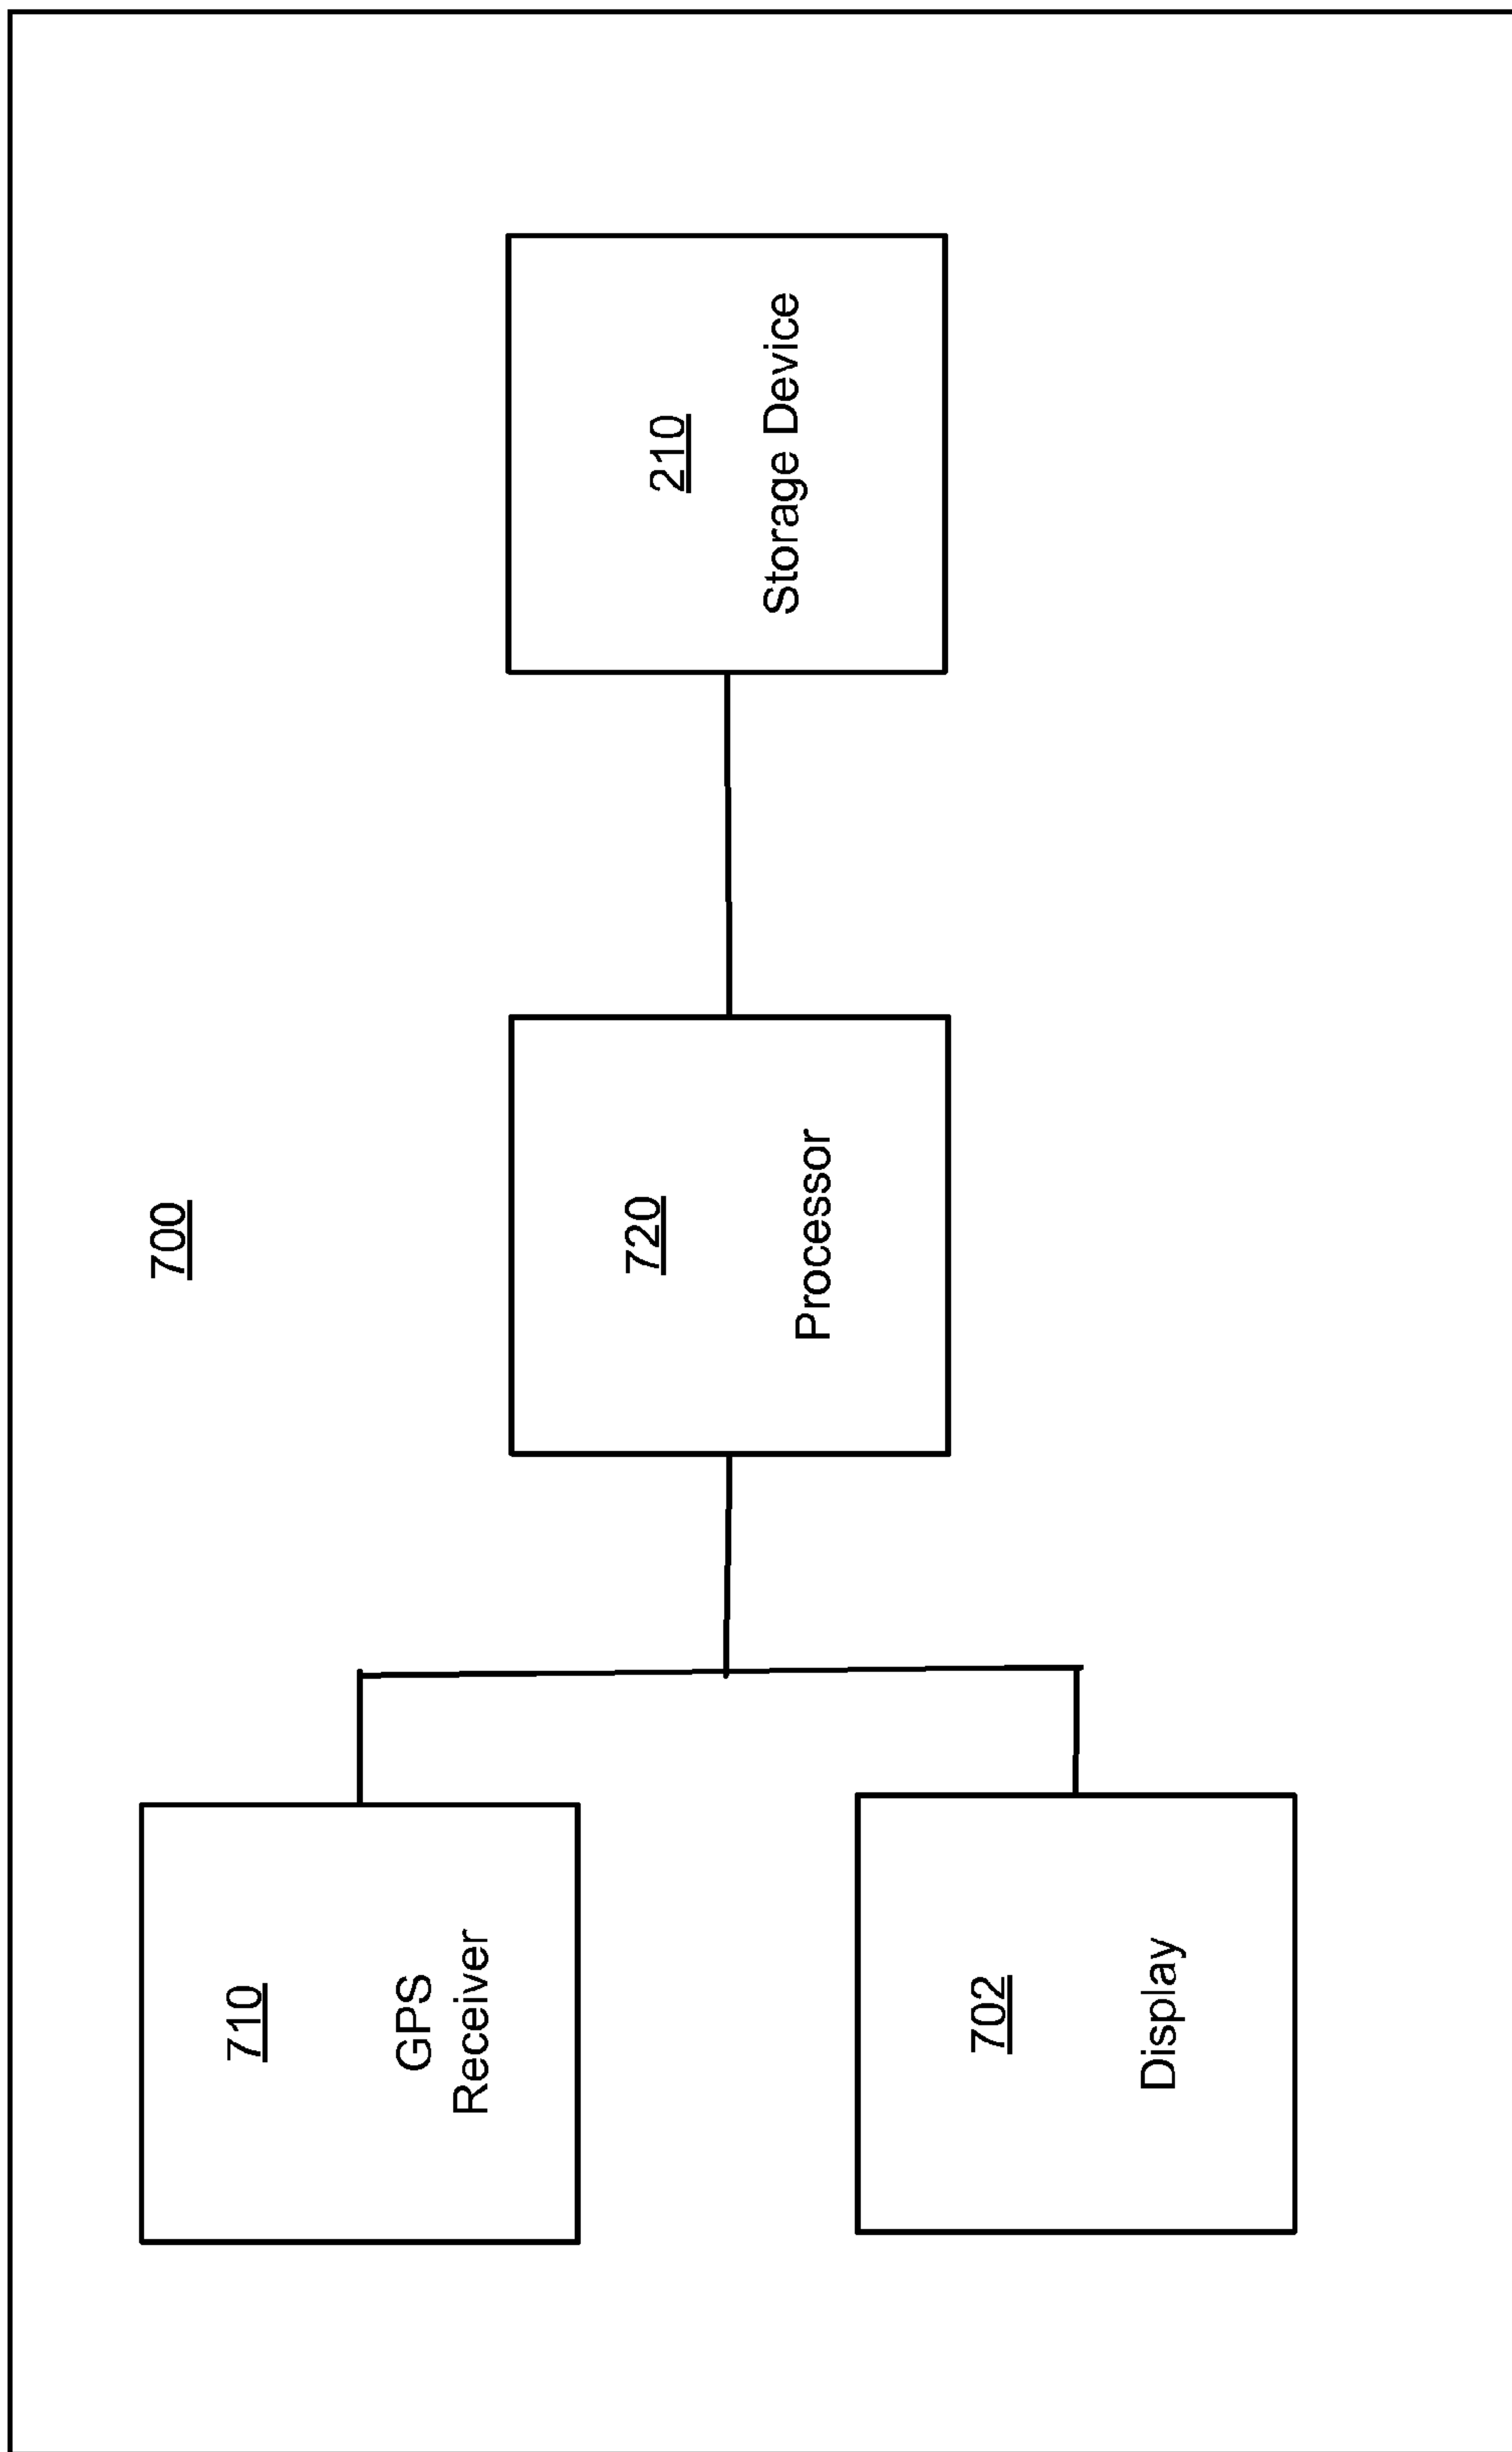 700
710
GPS
Receiver
720
Processor
210
Storage Device
702
Display